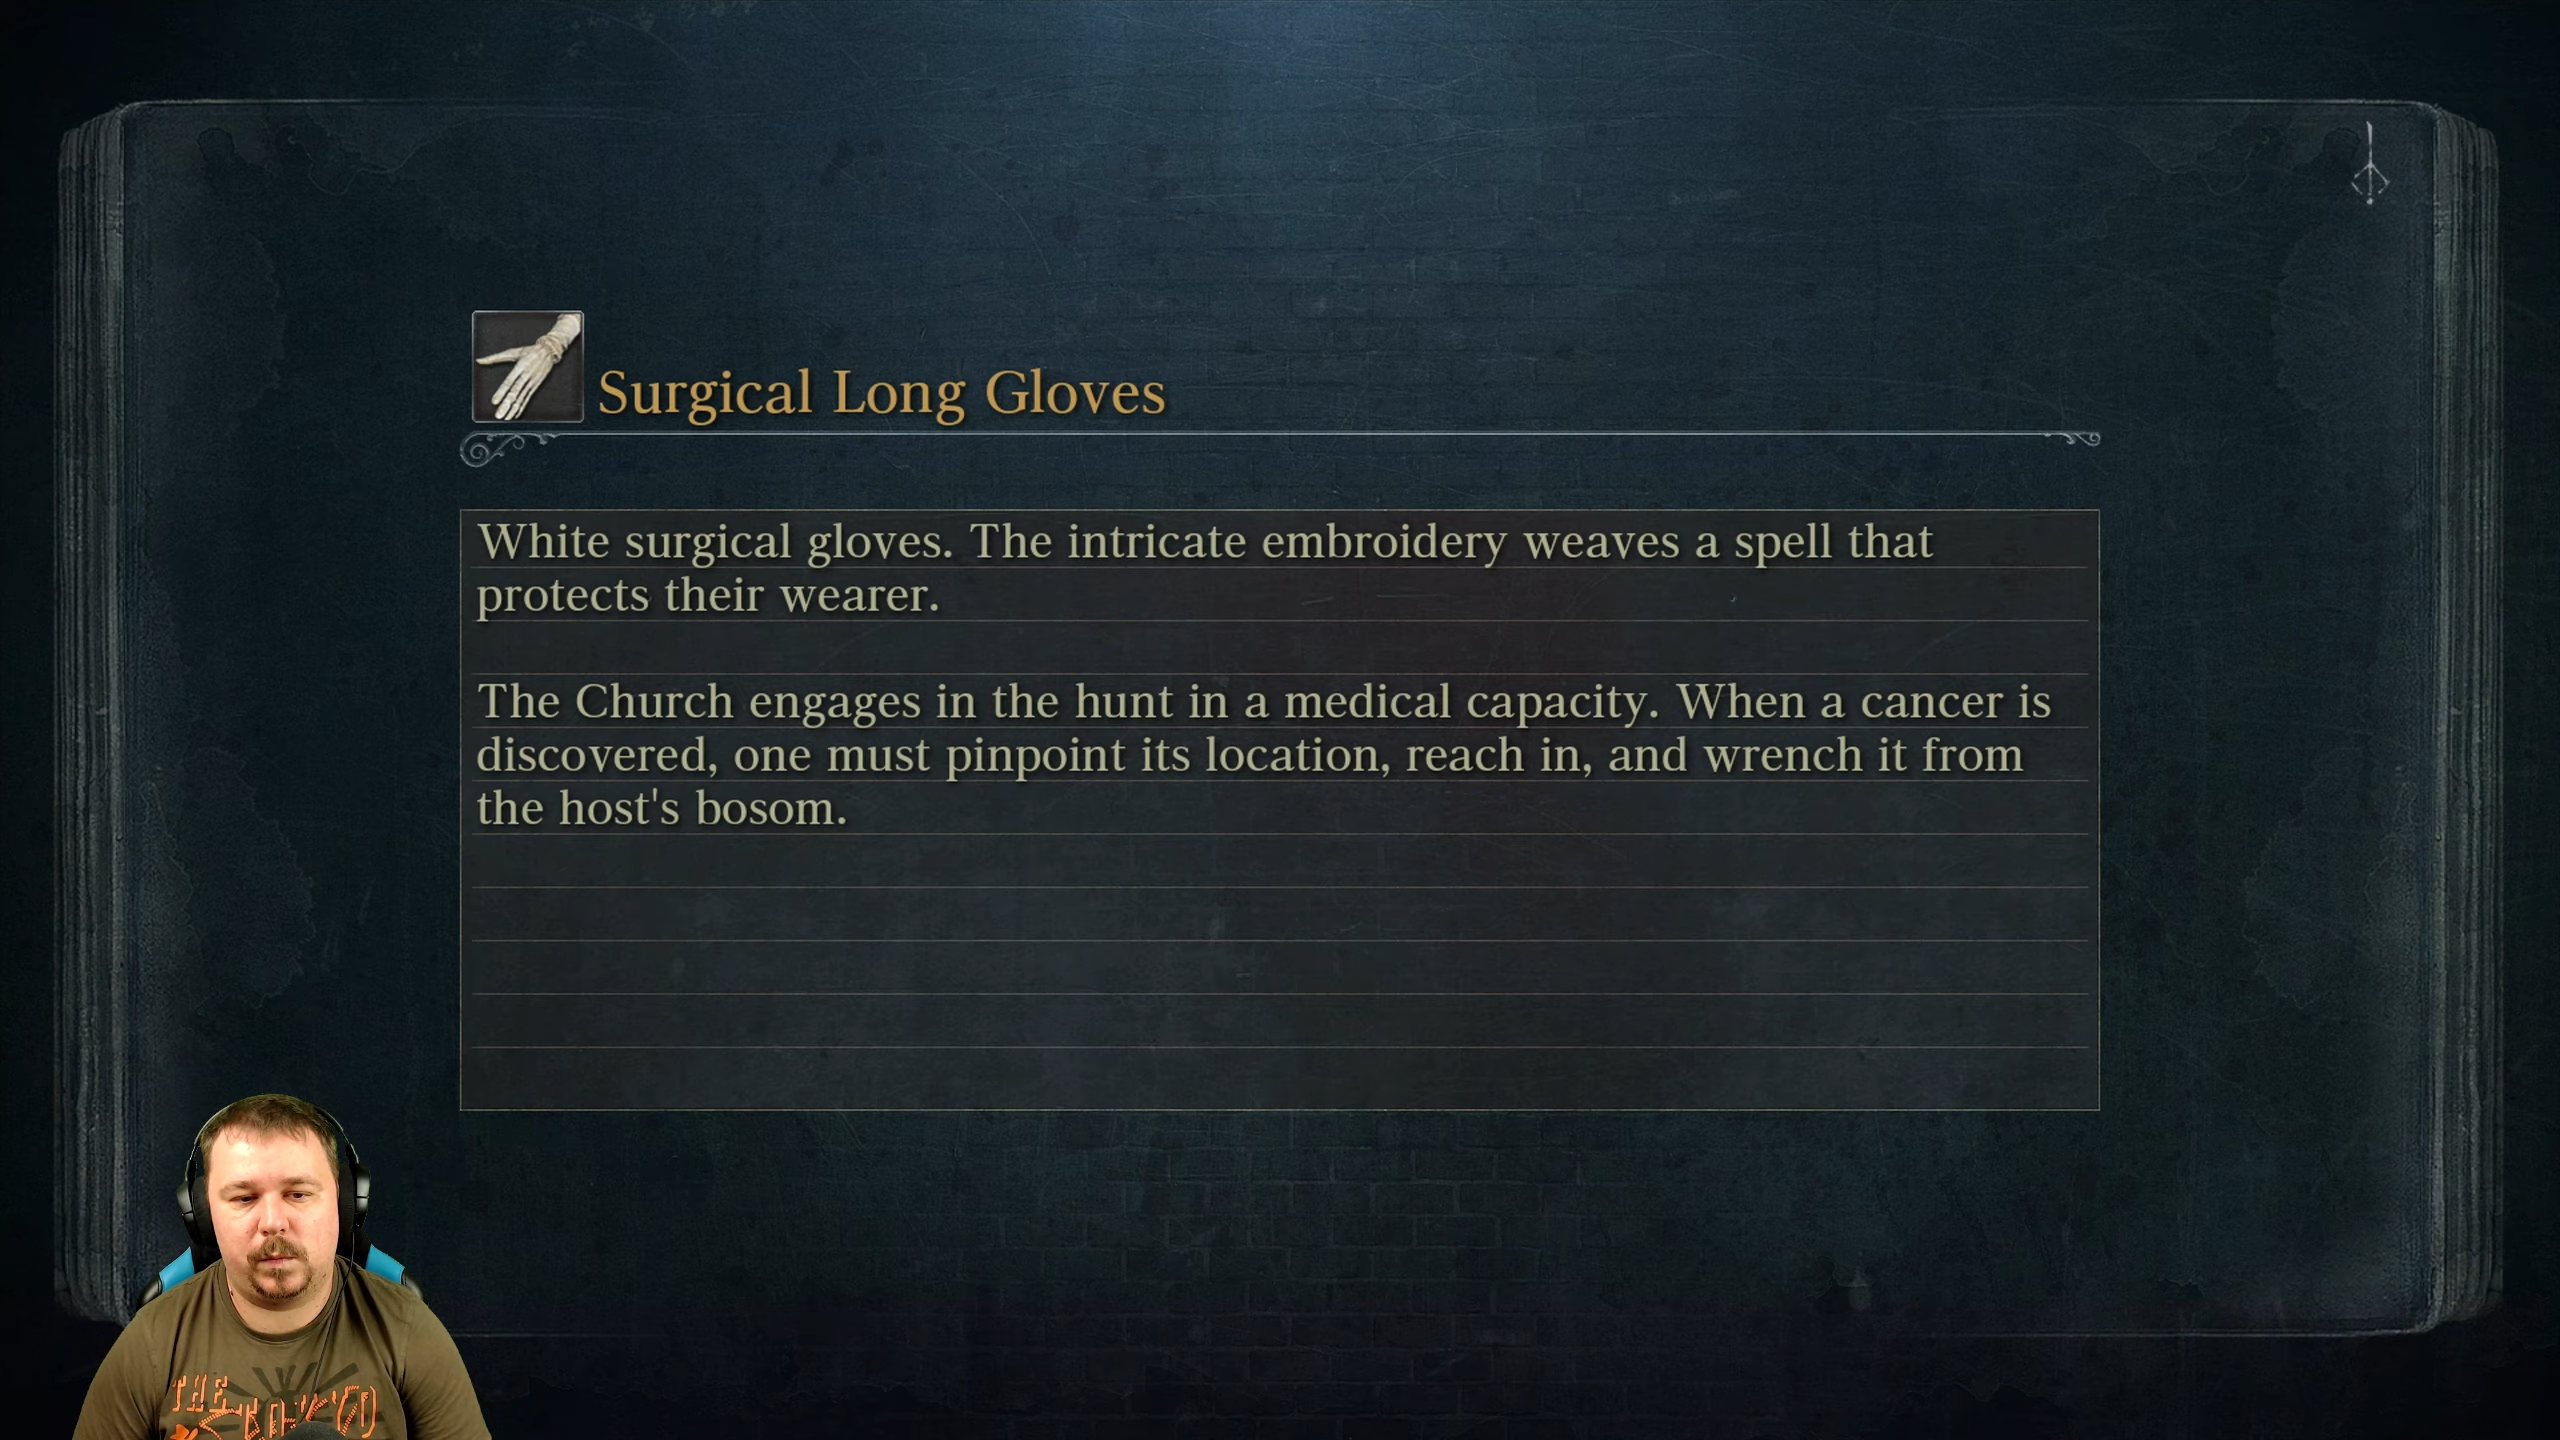 Surgical Long Gloves
White surgical gloves. The intricate embroidery weaves a spell that
protects their wearer.
The Church engages in the hunt in a medical capacity. When a cancer is
discovered, one must pinpoint its location, reach in, and wrench it from
the host's bosom.
THE